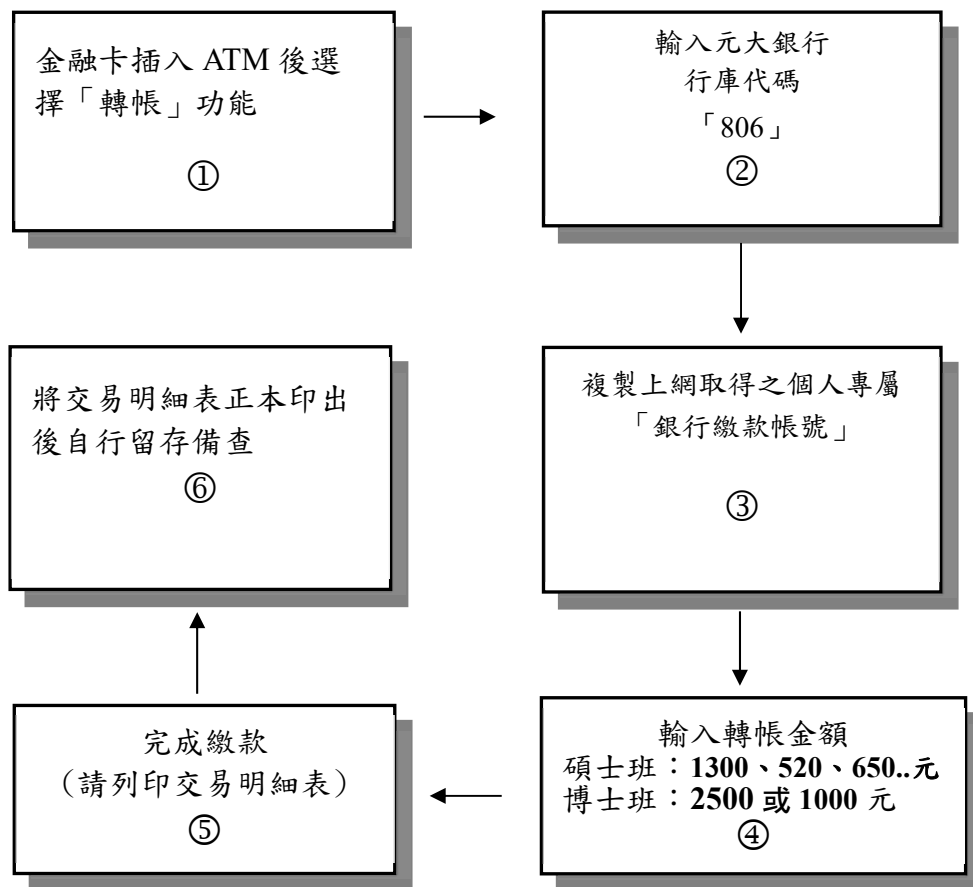 金融卡插入 ATM 後選
擇「轉帳」功能
①
輸入元大銀行
行庫代碼
「806」
②
複製上網取得之個人專屬
「銀行繳款帳號」
③
輸入轉帳金額
碩士班：1300、520、650..元
博士班：2500 或 1000 元
④
完成繳款
（請列印交易明細表）
⑤
將交易明細表正本印出
後自行留存備查
⑥